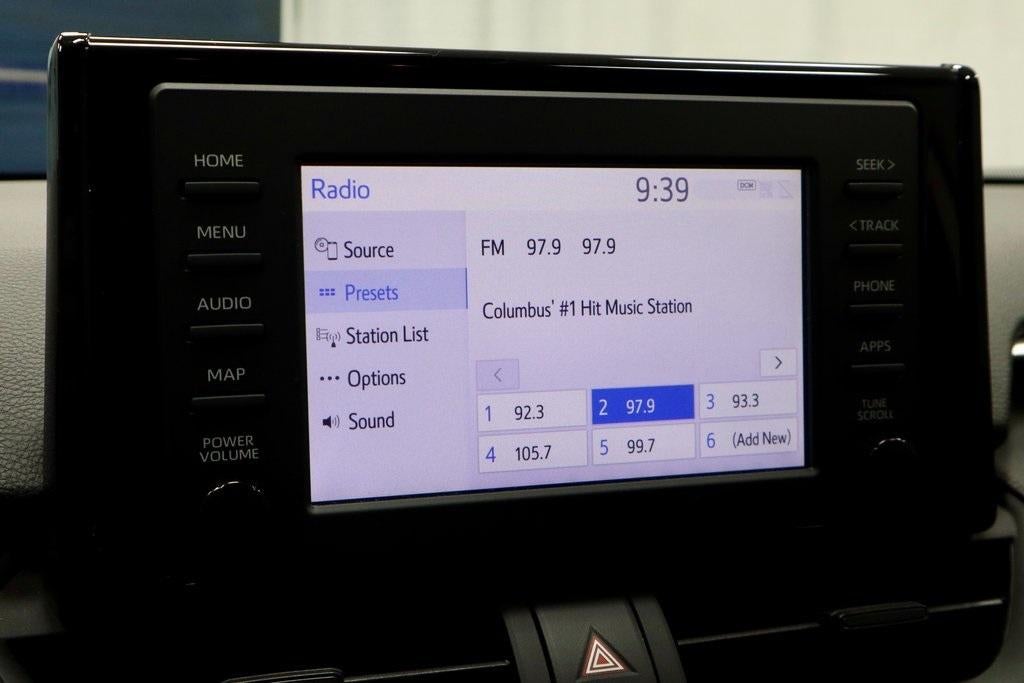 HOME
MENU
AUDIO
MAP
POWER
VOLUME
Radio
9:39
DCM
Source
Presets
Station List
Options
Sound
FM 97.9 97.9
Columbus' #1 Hit Music Station
< >
1 92.3
2 97.9
3 93.3
4 105.7
5 99.7
6 (Add New)
SEEK >
< TRACK
PHONE
APPS
TUNE
SCROLL